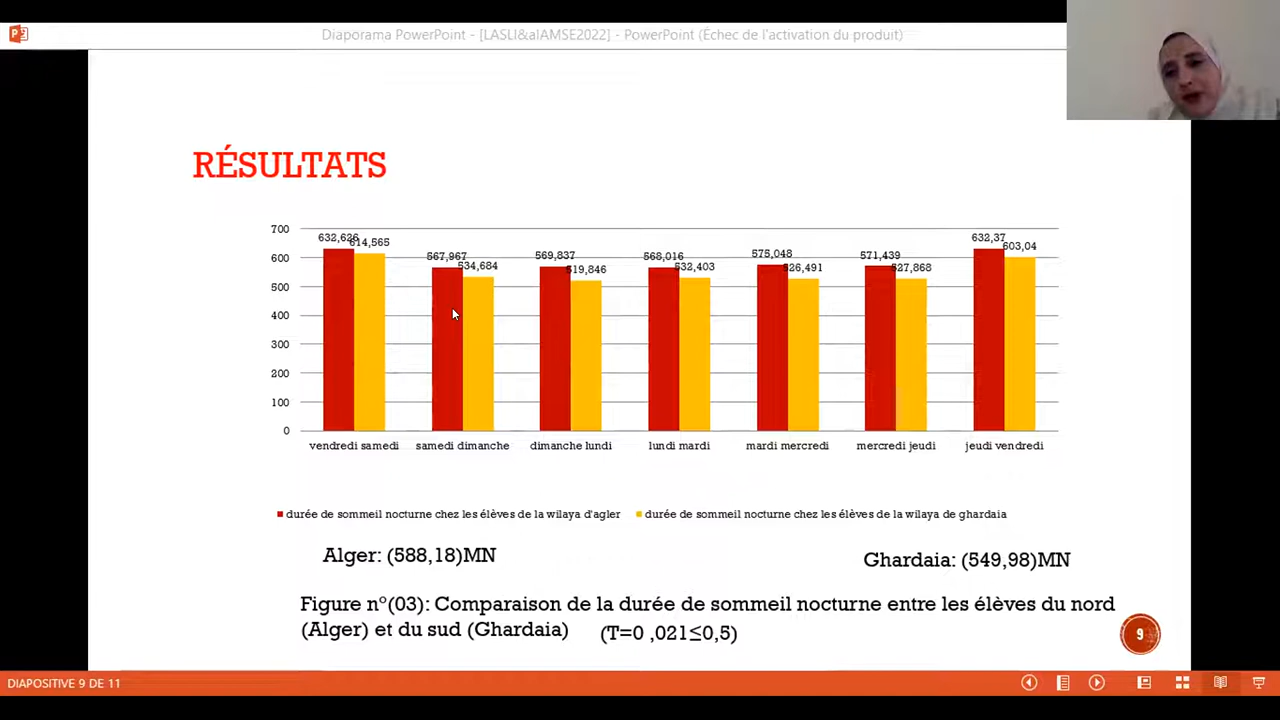 Diaporama PowerPoint - [LASLI&alAMSE2022] - PowerPoint (Échec de l'activation du produit)
RÉSULTATS
700
600
500
400
300
200
100
0
632,626
614,565
567,967
534,684
569,837
519,846
568,016
532,403
575,048
526,491
571,439
527,868
632,37
603,04
vendredi samedi
samedi dimanche
dimanche lundi
lundi mardi
mardi mercredi
mercredi jeudi
jeudi vendredi
durée de sommeil nocturne chez les élèves de la wilaya d'agler
durée de sommeil nocturne chez les élèves de la wilaya de ghardaia
Alger: (588,18)MN
Ghardaia: (549,98)MN
Figure n°(03): Comparaison de la durée de sommeil nocturne entre les élèves du nord
(Alger) et du sud (Ghardaia) (T=0 ,021≤0,5)
9
DIAPOSITIVE 9 DE 11